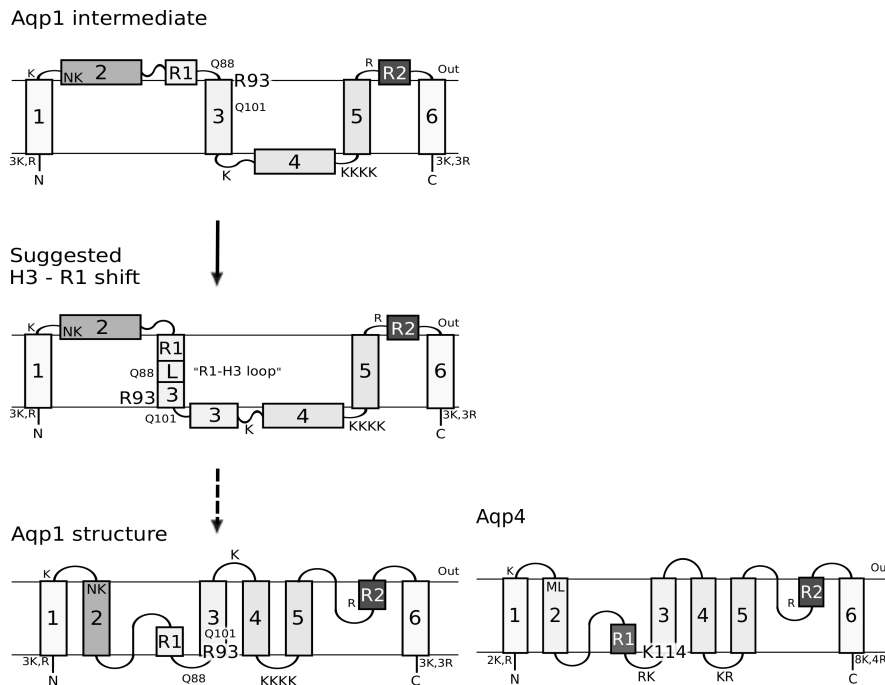 Aqp1 intermediate
K
NK
2
R1
Q88
R93
R
R2
Out
1
3
Q101
5
6
3K,R
N
K
4
KKKK
3K,3R
C
Suggested
H3 - R1 shift
K
NK
2
R
R2
Out
1
R1
Q88
L
"R1-H3 loop"
R93
3
5
6
3K,R
N
Q101
3
K
4
KKKK
3K,3R
C
Aqp1 structure
K
K
NK
Out
1
2
R1
3
Q101
R93
4
5
R
R2
6
3K,R
N
Q88
KKKK
3K,3R
C
Aqp4
K
ML
Ou
1
2
R1
3
K114
4
5
R
R2
6
2K,R
N
RK
KR
8K,4R
C